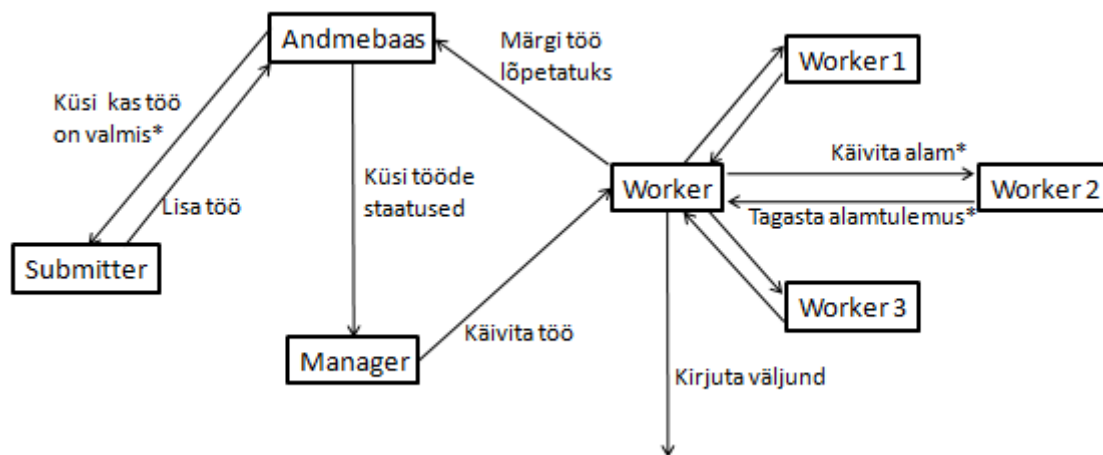 Andmebaas
Märgi töö
lõpetatuks
Worker 1
Küsi kas töö
on valmis*
Käivita alam*
Küsi tööde
staatused
Worker
Worker 2
Lisa töö
Tagasta alamtulemus*
Submitter
Worker 3
Käivita töö
Manager
Kirjuta väljund